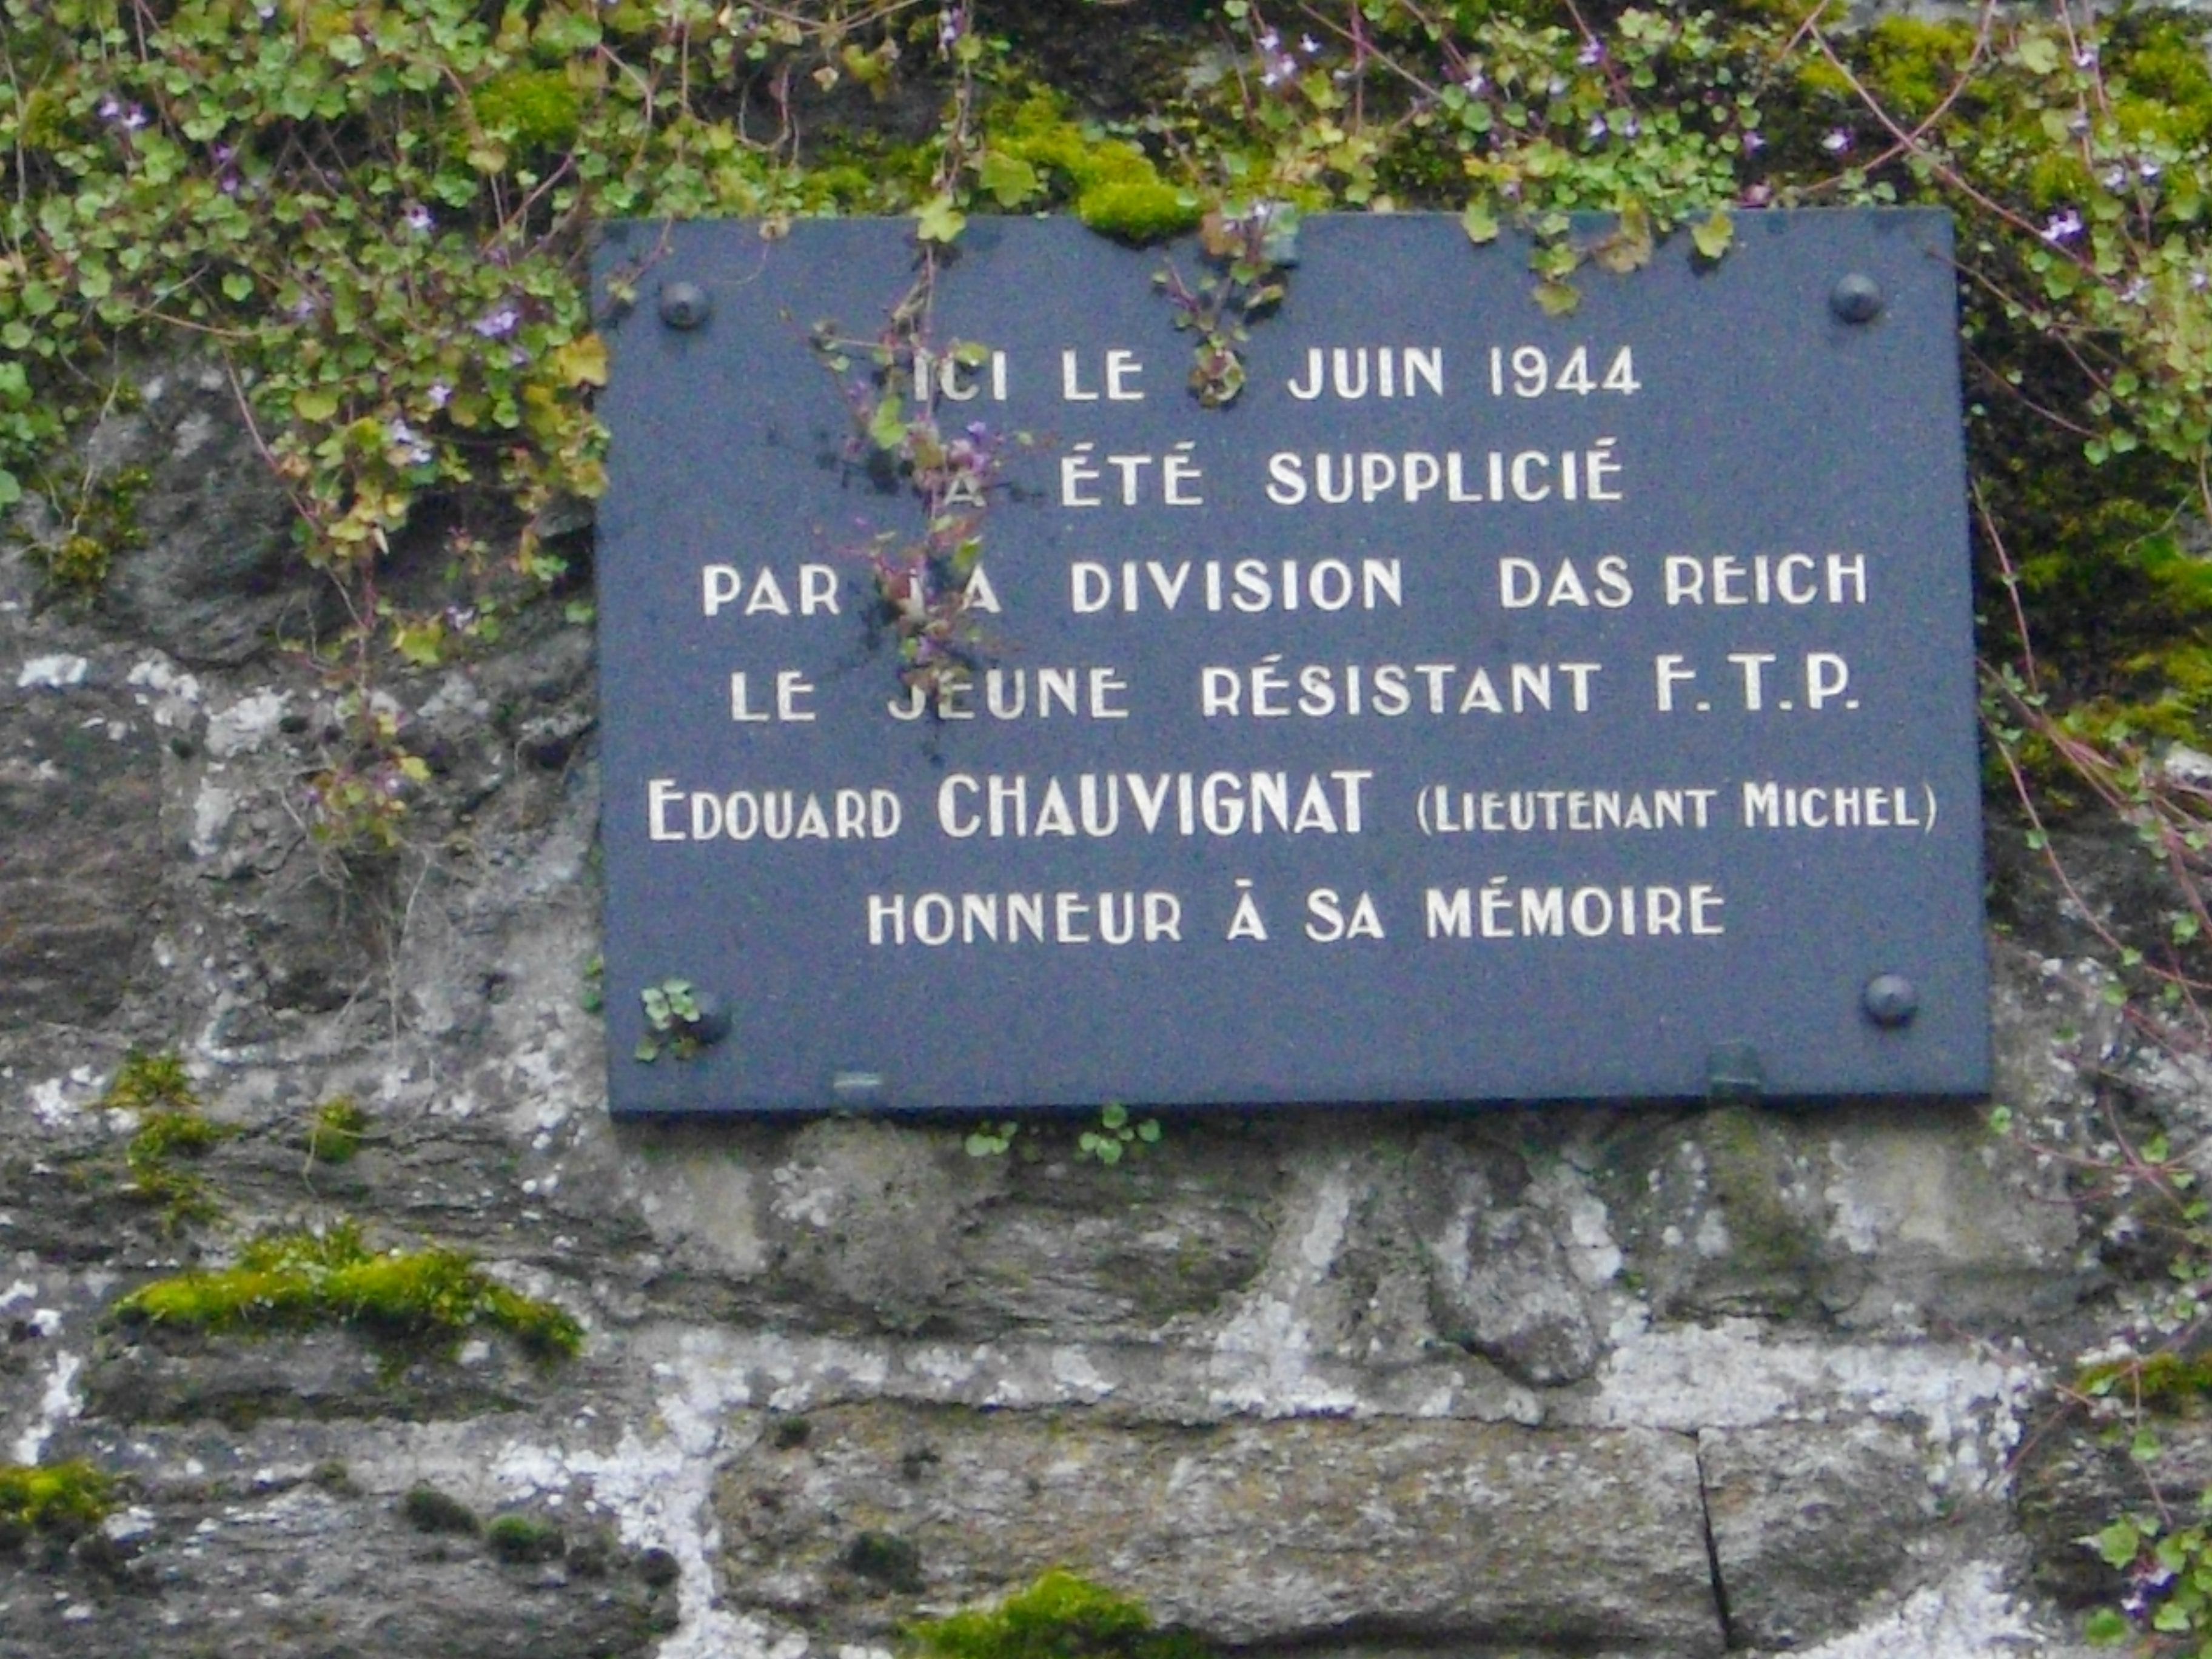 ICI LE JUIN 1944
A ÉTÉ SUPPLICIÉ
PAR LA DIVISION DAS REICH
LE JEUNE RÉSISTANT F.T.P.
EDOUARD CHAUVIGNAT (LIEUTENANT MICHEL)
HONNEUR À SA MÉMOIRE